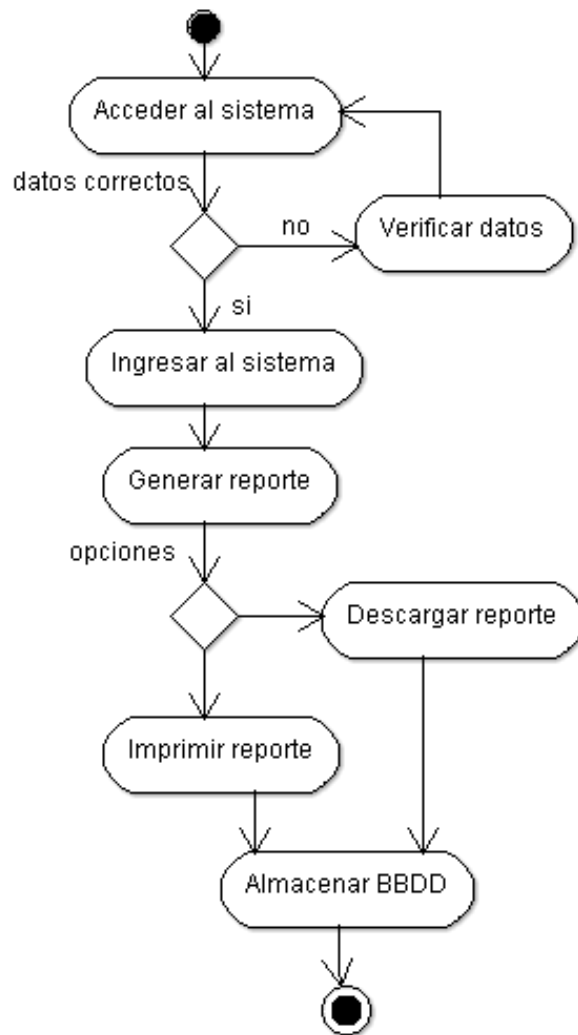 Acceder al sistema
datos correctos
no
Verificar datos
si
Ingresar al sistema
Generar reporte
opciones
Descargar reporte
Imprimir reporte
Almacenar BBDD